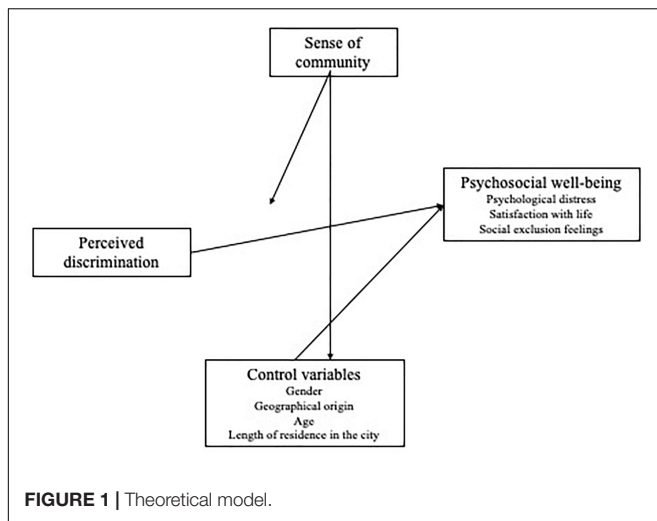 Sense of
community
Psychosocial well-being
Psychological distress
Satisfaction with life
Social exclusion feelings
Perceived
discrimination
Control variables
Gender
Geographical origin
Age
Length of residence in the city
FIGURE 1 | Theoretical model.